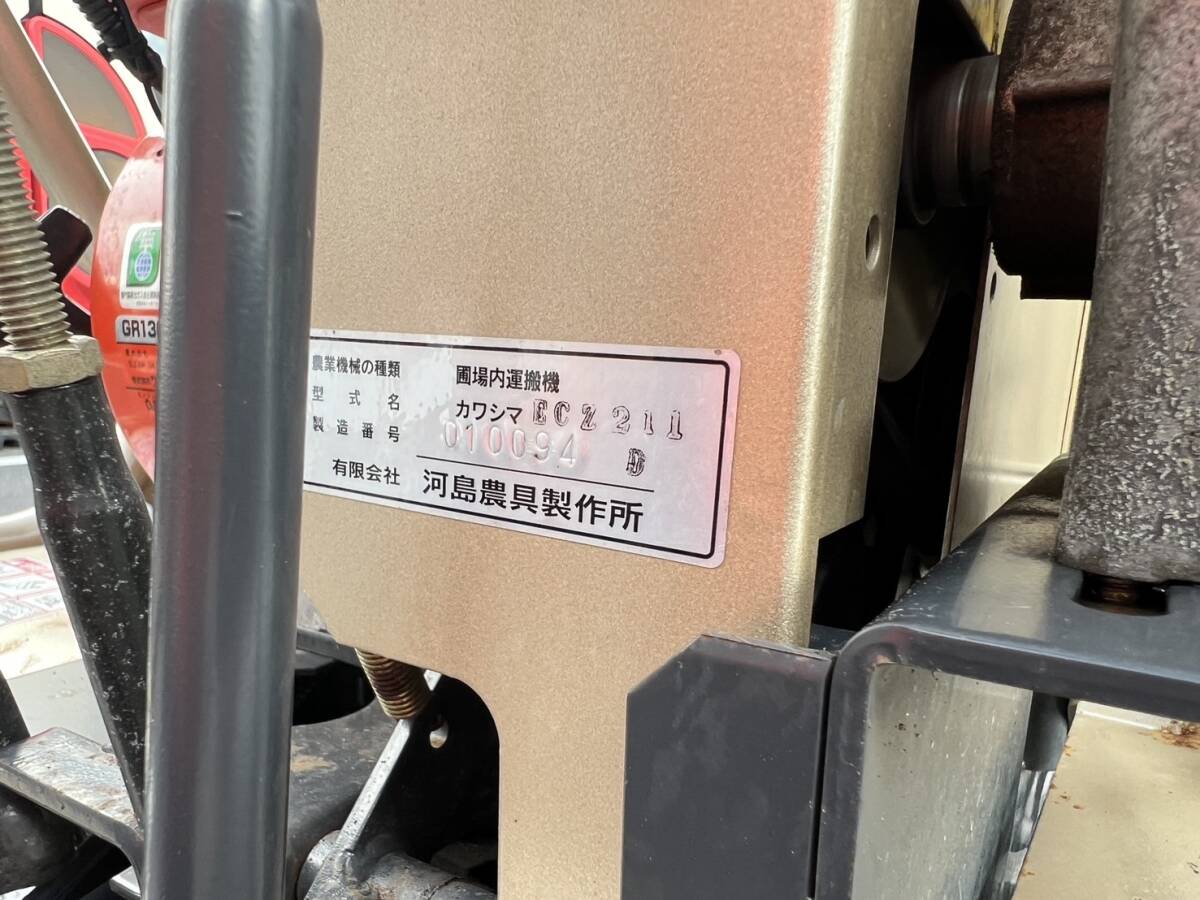 GR13
農業機械の種類 圃場内運搬機
型式名 カワシマ ECZ211
製造番号 010094 D
有限会社 河島農具製作所